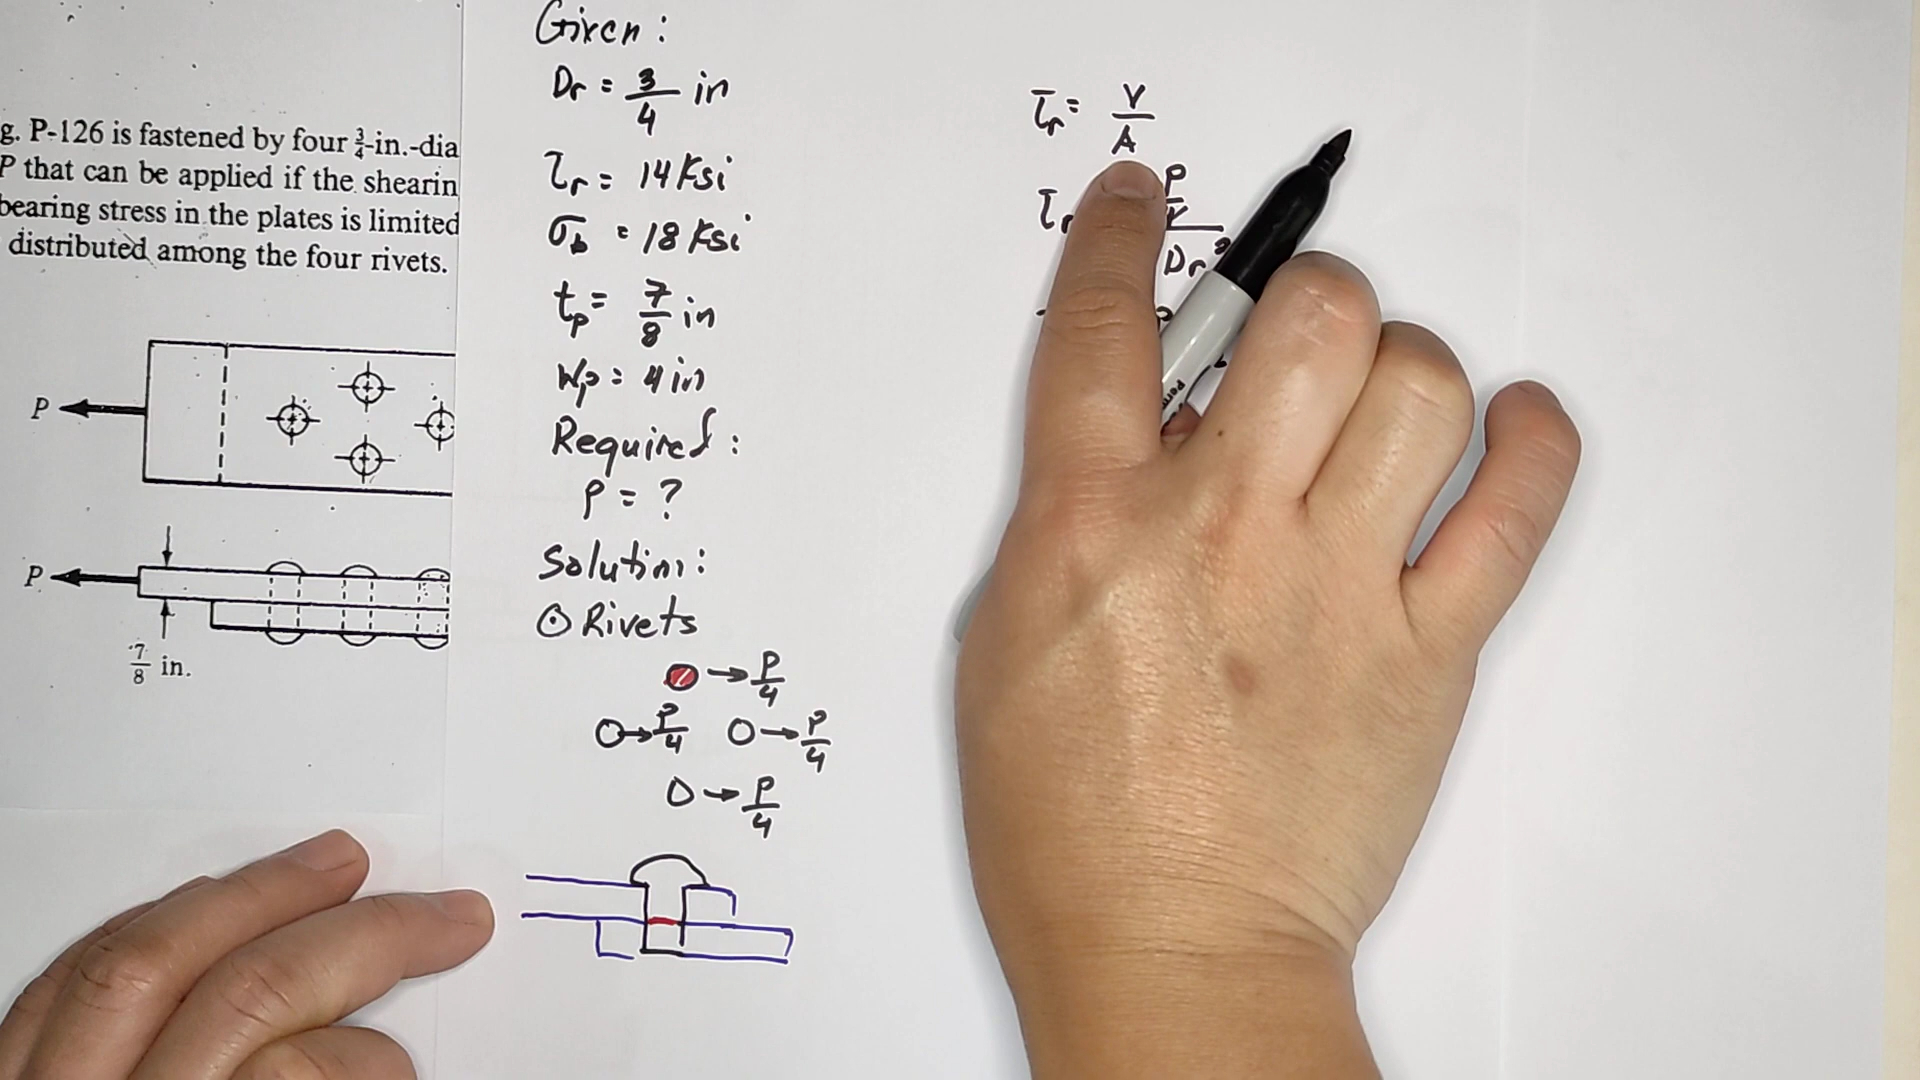 g. P-126 is fastened by four 3/4-in.-dia
P that can be applied if the shearin
bearing stress in the plates is limited
distributed among the four rivets.
P
P
7/8 in.
Given:
Dr = 3/4 in
τr = 14 Ksi
σb = 18 Ksi
tp = 7/8 in
Wp = 4 in
Required:
P = ?
Solution:
⊙ Rivets
→ P/4
→ P/4 → P/4
→ P/4
τr = V/A
τr
P
Dr²